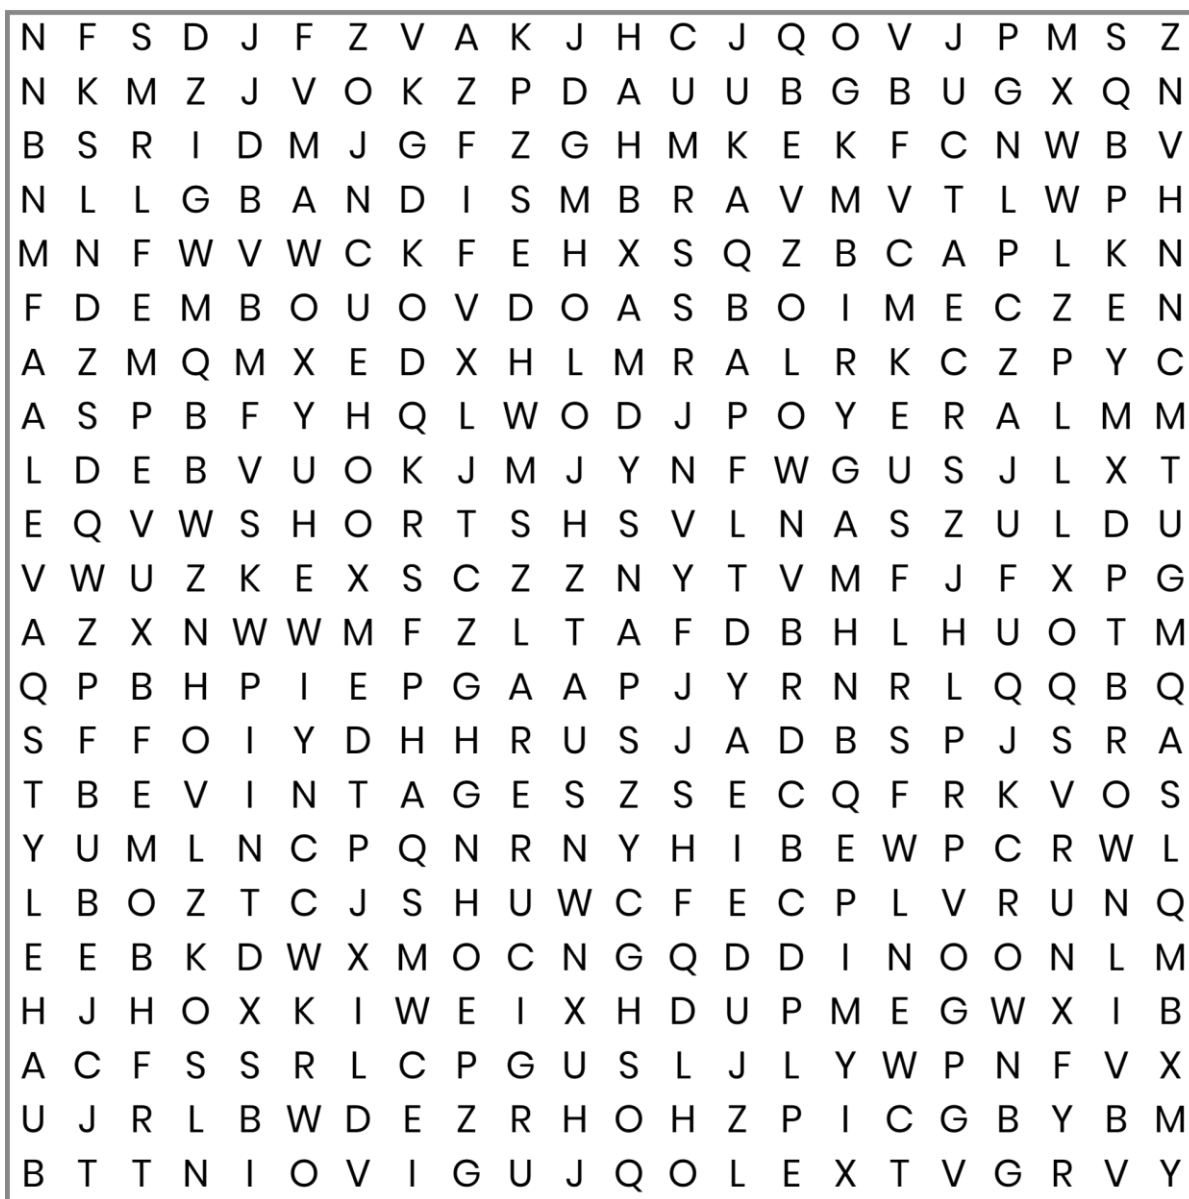 N F S D J F Z V A K J H C J Q O V J P M S Z
N K M Z J V O K Z P D A U U B G B U G X Q N
B S R I D M J G F Z G H M K E K F C N W B V
N L L G B A N D I S M B R A V M V T L W P H
M N F W V W C K F E H X S Q Z B C A P L K N
F D E M B O U O V D O A S B O I M E C Z E N
A Z M Q M X E D X H L M R A L R K C Z P Y C
A S P B F Y H Q L W O D J P O Y E R A L M M
L D E B V U O K J M J Y N F W G U S J L X T
E Q V W S H O R T S H S V L N A S Z U L D U
V W U Z K E X S C Z Z N Y T V M F J F X P G
A Z X N W W M F Z L T A F D B H L H U O T M
Q P B H P I E P G A A P J Y R N R L Q Q B Q
S F F O I Y D H H R U S J A D B S P J S R A
T B E V I N T A G E S Z S E C Q F R K V O S
Y U M L N C P Q N R N Y H I B E W P C R W L
L B O Z T C J S H U W C F E C P L V R U N Q
E E B K D W X M O C N G Q D D I N O O N L M
H J H O X K I W E I X H D U P M E G W X I B
A C F S S R L C P G U S L J L Y W P N F V X
U J R L B W D E Z R H O H Z P I C G B Y B M
B T T N I O V I G U J Q O L E X T V G R V Y